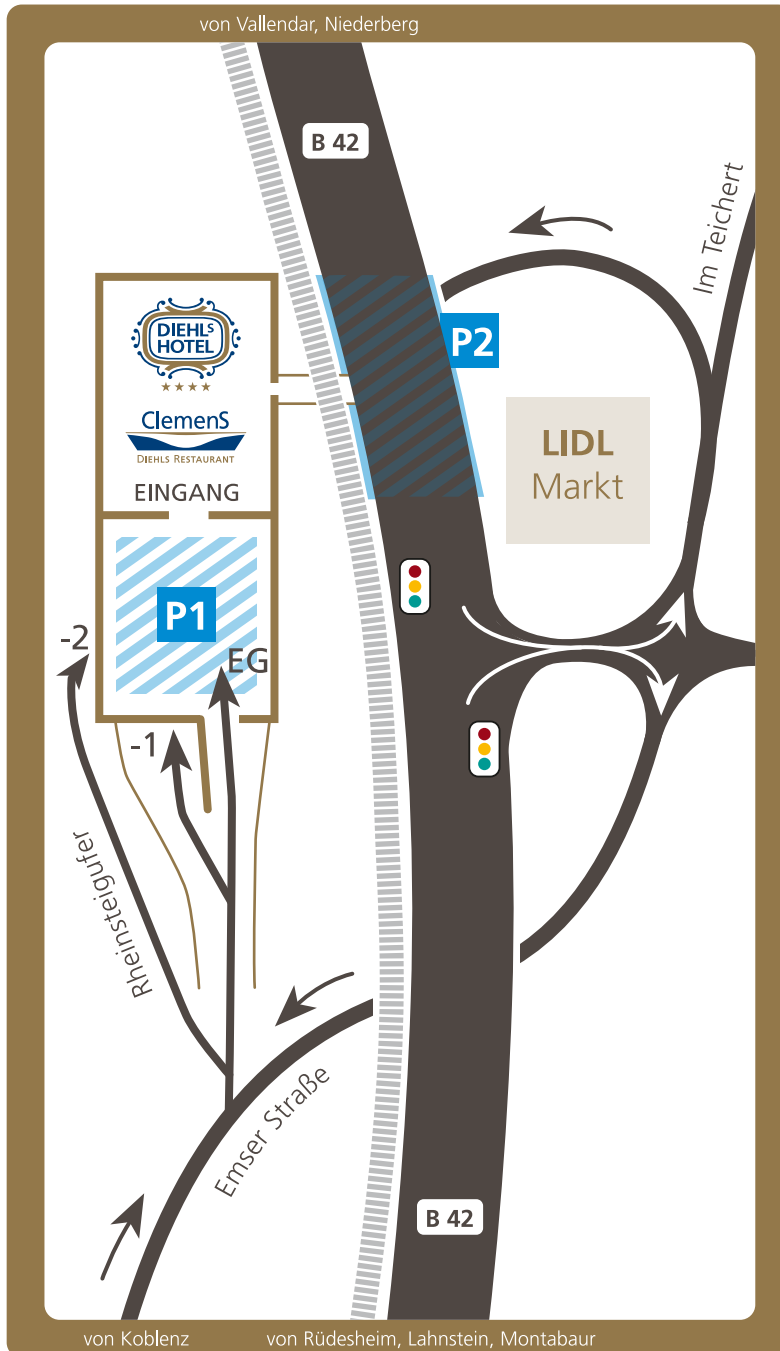 von Vallendar, Niederberg
B 42
Im Teichert
DIEHLS
HOTEL
P2
ClemenS
DIEHLS RESTAURANT
LIDL
Markt
EINGANG
P1
-2
EG
-1
Rheinsteigufer
Emser Straße
B 42
von Koblenz
von Rüdesheim, Lahnstein, Montabaur